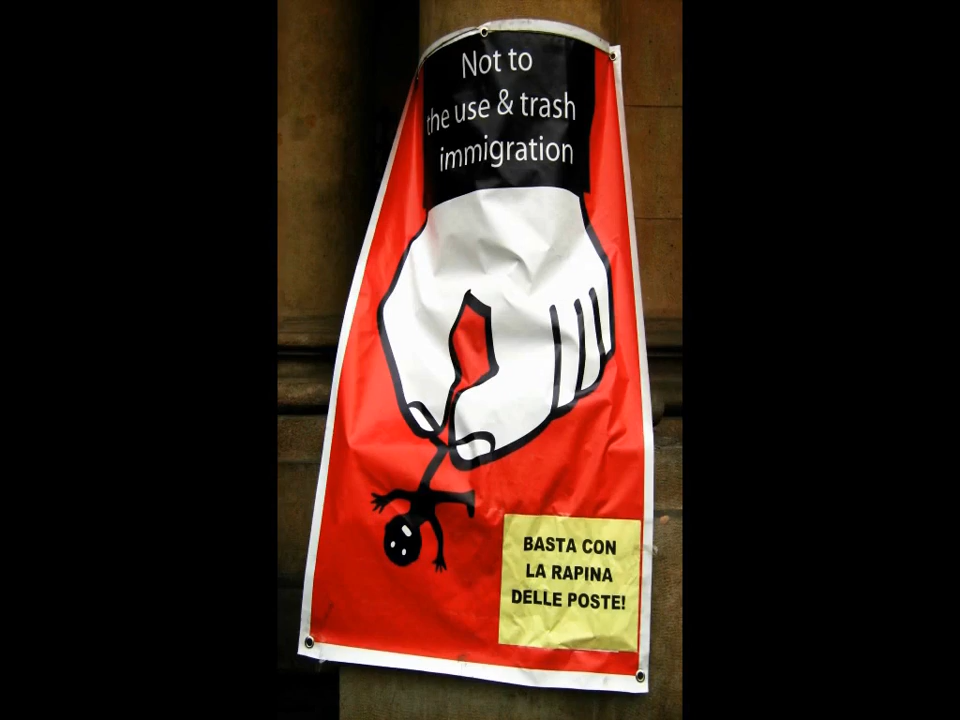 Not to
the use & trash
immigration
BASTA CON
LA RAPINA
DELLE POSTE!